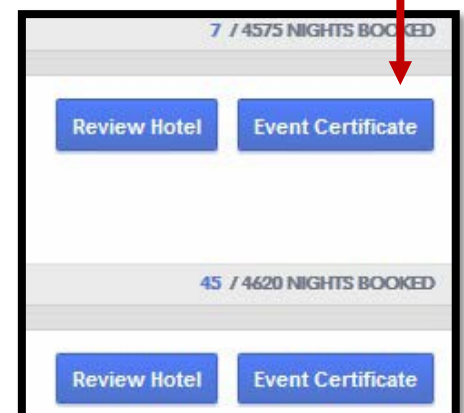 7 / 4575 NIGHTS BOOKED
Review Hotel Event Certificate
45 / 4620 NIGHTS BOOKED
Review Hotel Event Certificate